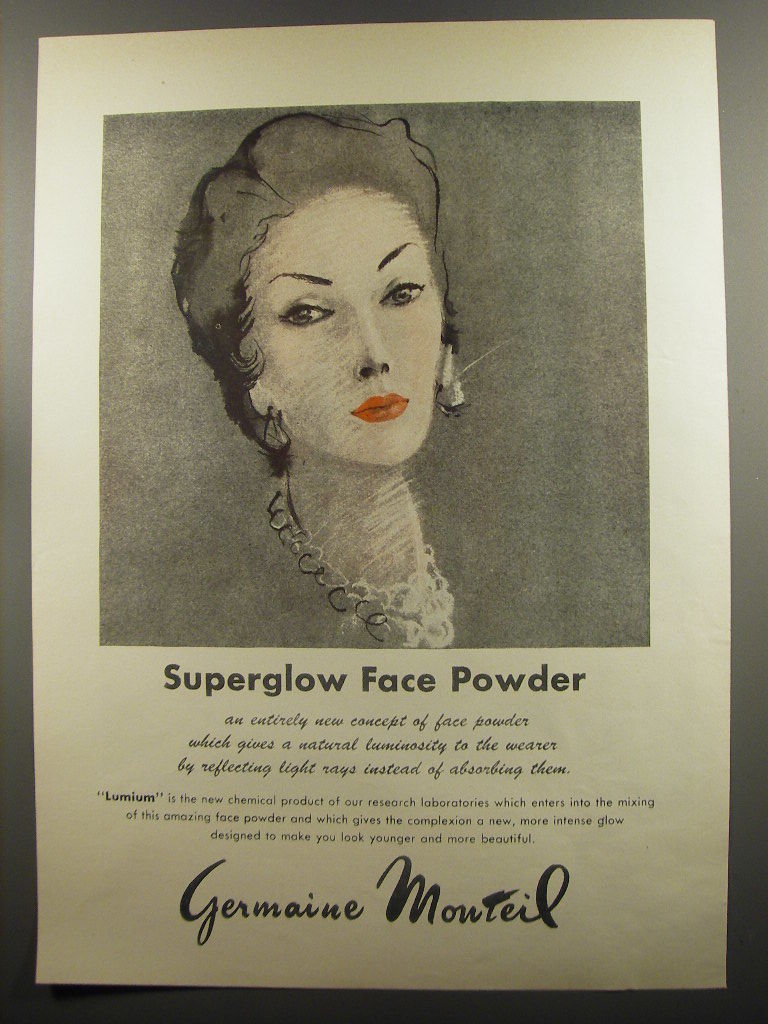 Superglow Face Powder
an entirely new concept of face powder
which gives a natural luminosity to the wearer
by reflecting light rays instead of absorbing them.
"Lumium" is the new chemical product of our research laboratories which enters into the mixing
of this amazing face powder and which gives the complexion a new, more intense glow
designed to make you look younger and more beautiful.
Germaine Monteil